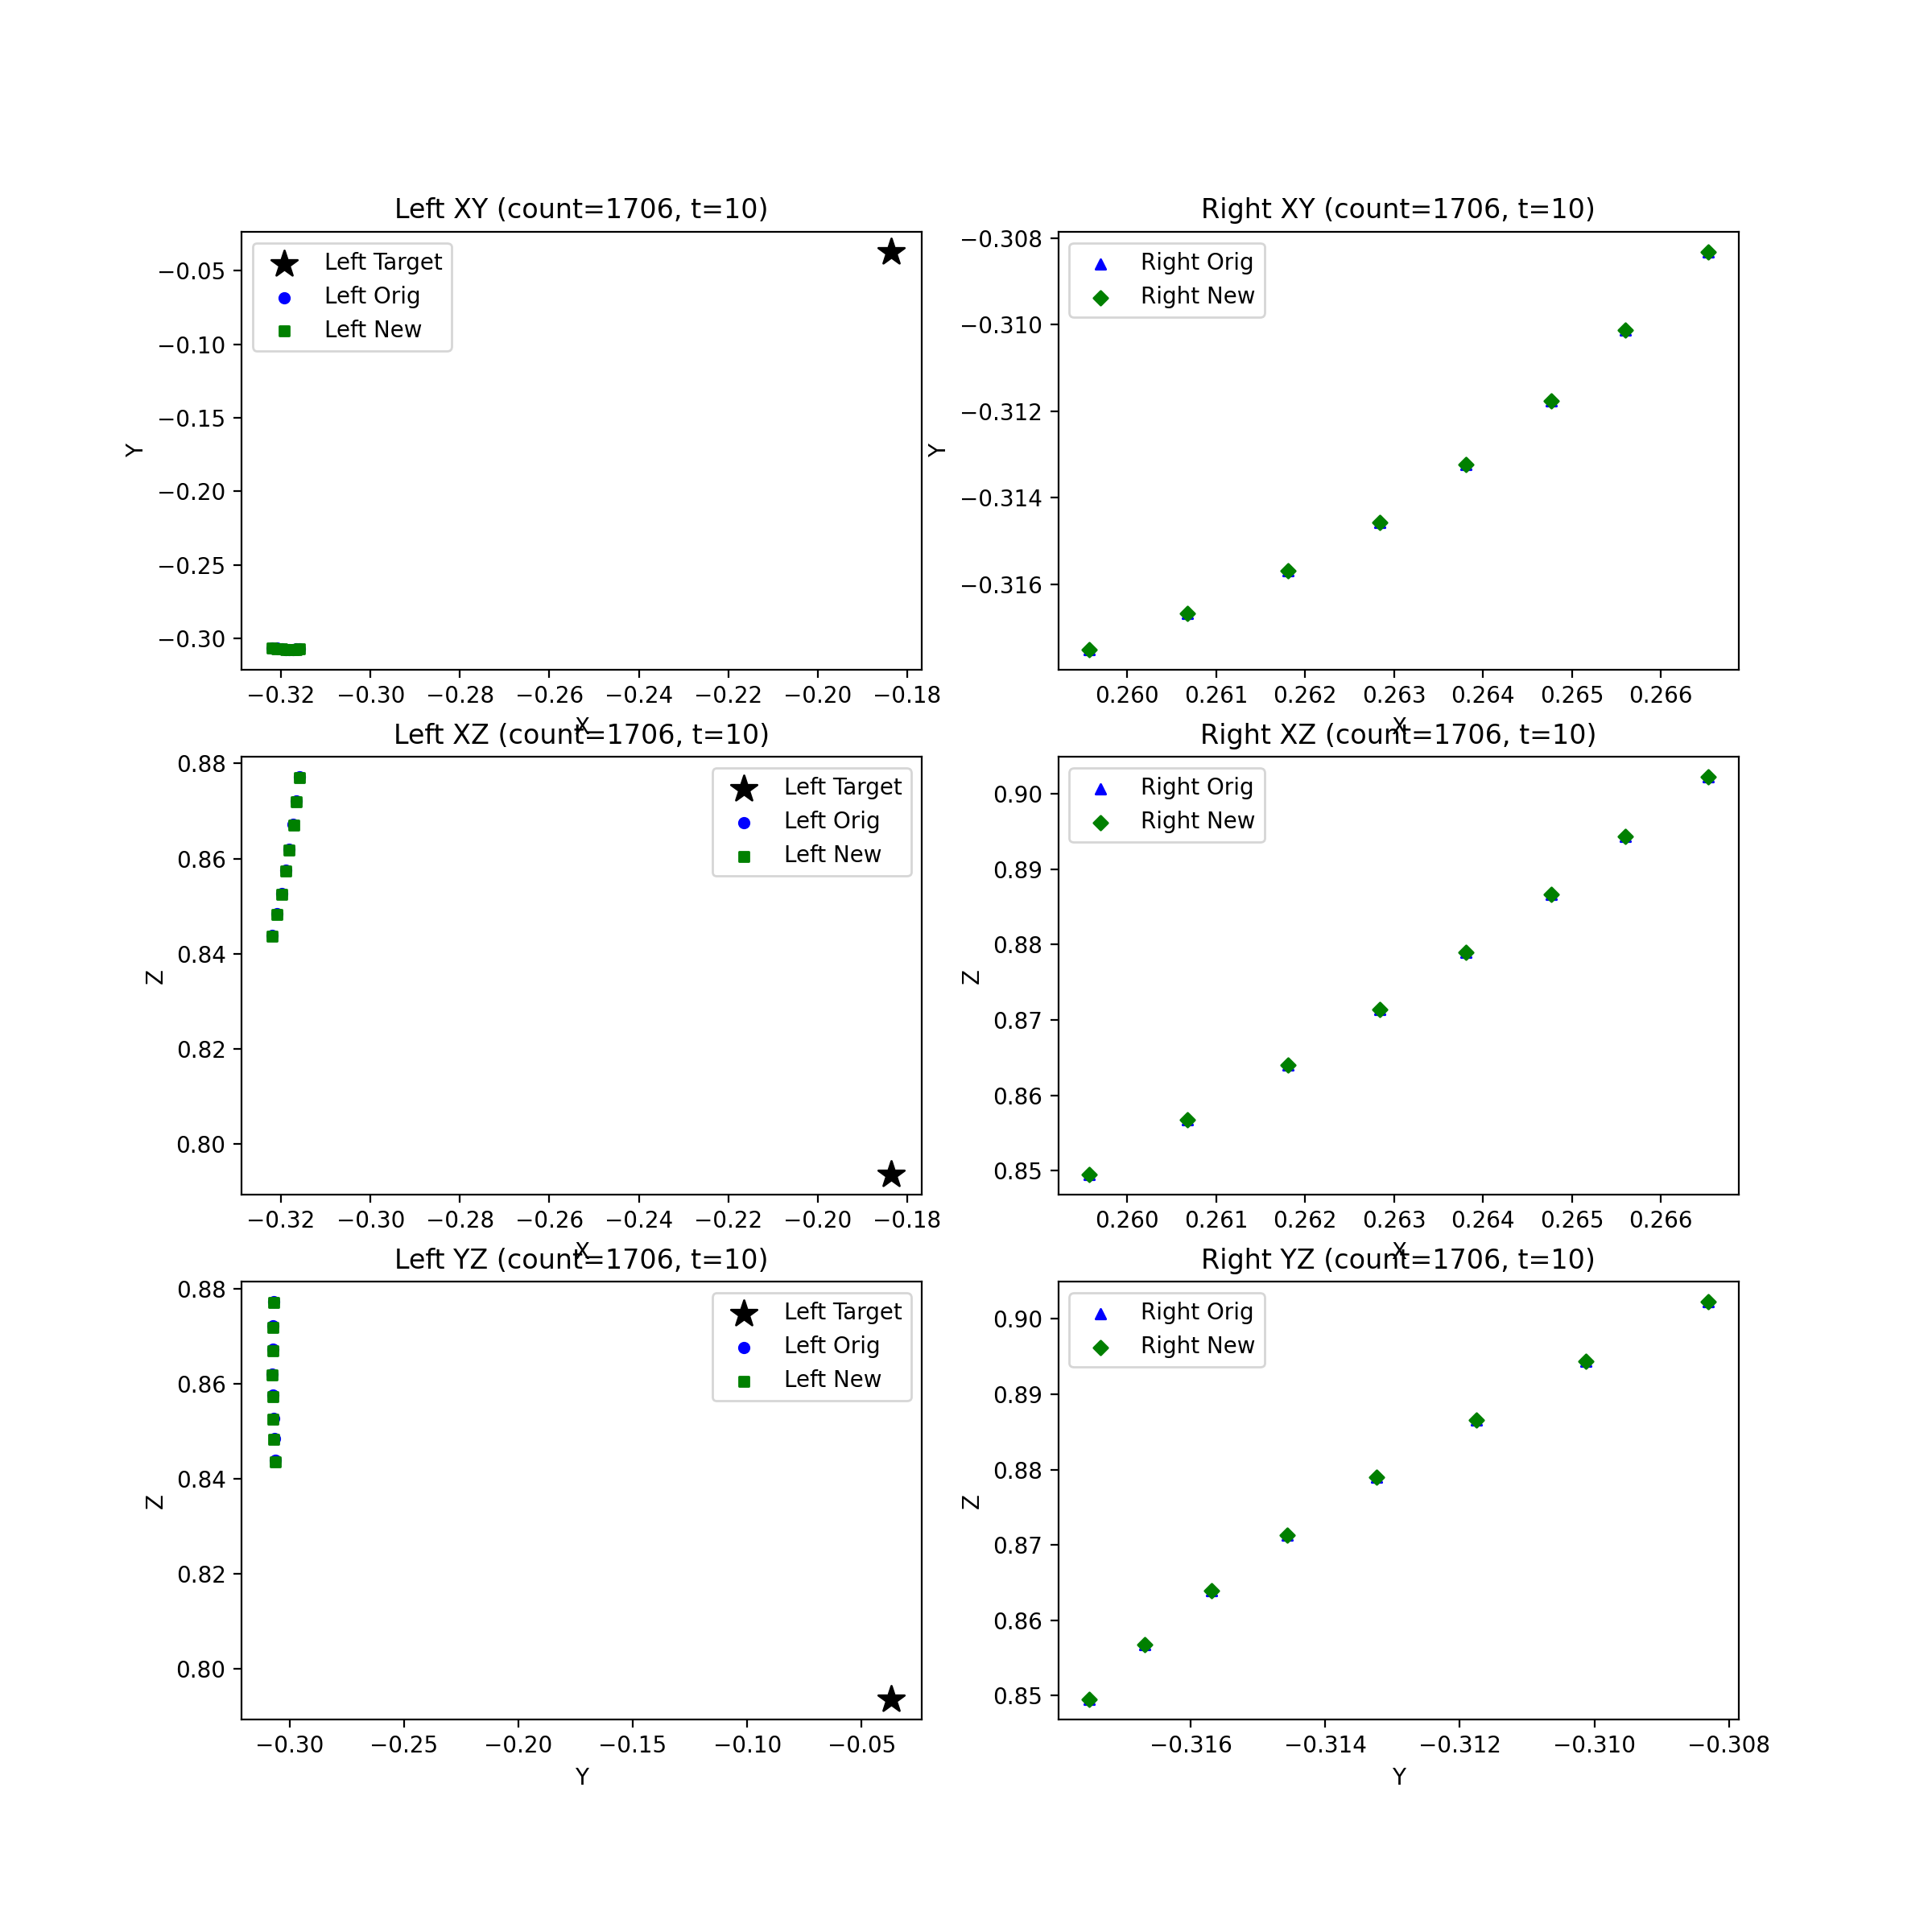 Left XY (count=1706, t=10)
Left Target
Left Orig
Left New
Y
−0.05
−0.10
−0.15
−0.20
−0.25
−0.30
−0.32 −0.30 −0.28 −0.26 −0.24 −0.22 −0.20 −0.18
X
Right XY (count=1706, t=10)
Right Orig
Right New
Y
−0.308
−0.310
−0.312
−0.314
−0.316
0.260 0.261 0.262 0.263 0.264 0.265 0.266
X
Left XZ (count=1706, t=10)
Left Target
Left Orig
Left New
Z
0.88
0.86
0.84
0.82
0.80
−0.32 −0.30 −0.28 −0.26 −0.24 −0.22 −0.20 −0.18
X
Right XZ (count=1706, t=10)
Right Orig
Right New
Z
0.90
0.89
0.88
0.87
0.86
0.85
0.260 0.261 0.262 0.263 0.264 0.265 0.266
X
Left YZ (count=1706, t=10)
Left Target
Left Orig
Left New
Z
0.88
0.86
0.84
0.82
0.80
−0.30 −0.25 −0.20 −0.15 −0.10 −0.05
Y
Right YZ (count=1706, t=10)
Right Orig
Right New
Z
0.90
0.89
0.88
0.87
0.86
0.85
−0.316 −0.314 −0.312 −0.310 −0.308
Y